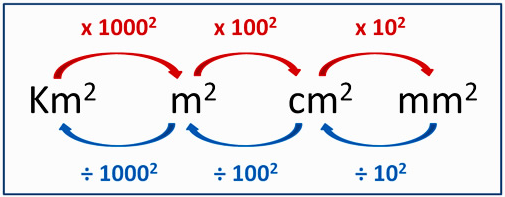 x 1000² x 100² x 10²
Km² m² cm² mm²
÷ 1000² ÷ 100² ÷ 10²